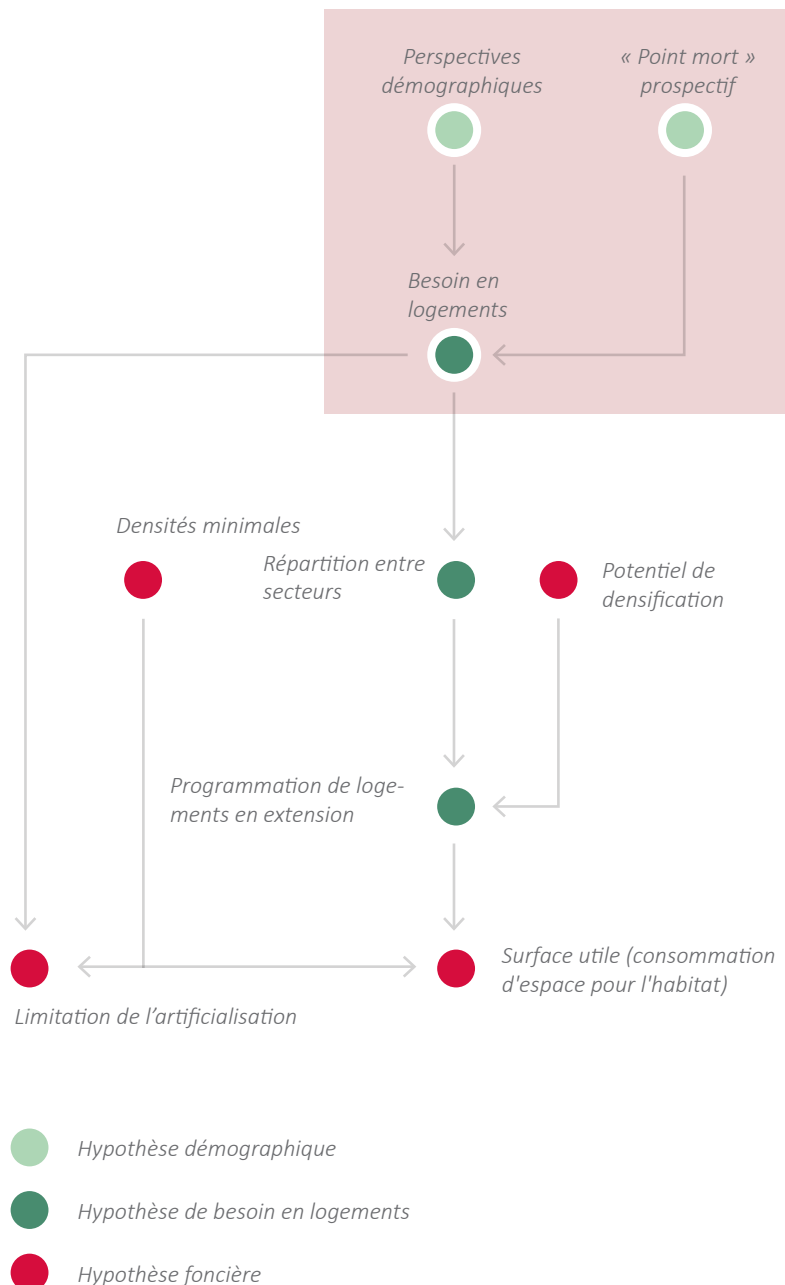 Perspectives
démographiques
« Point mort »
prospectif
Besoin en
logements
Densités minimales
Répartition entre
secteurs
Potentiel de
densification
Programmation de loge-
ments en extension
Surface utile (consommation
d'espace pour l'habitat)
Limitation de l’artificialisation
Hypothèse démographique
Hypothèse de besoin en logements
Hypothèse foncière